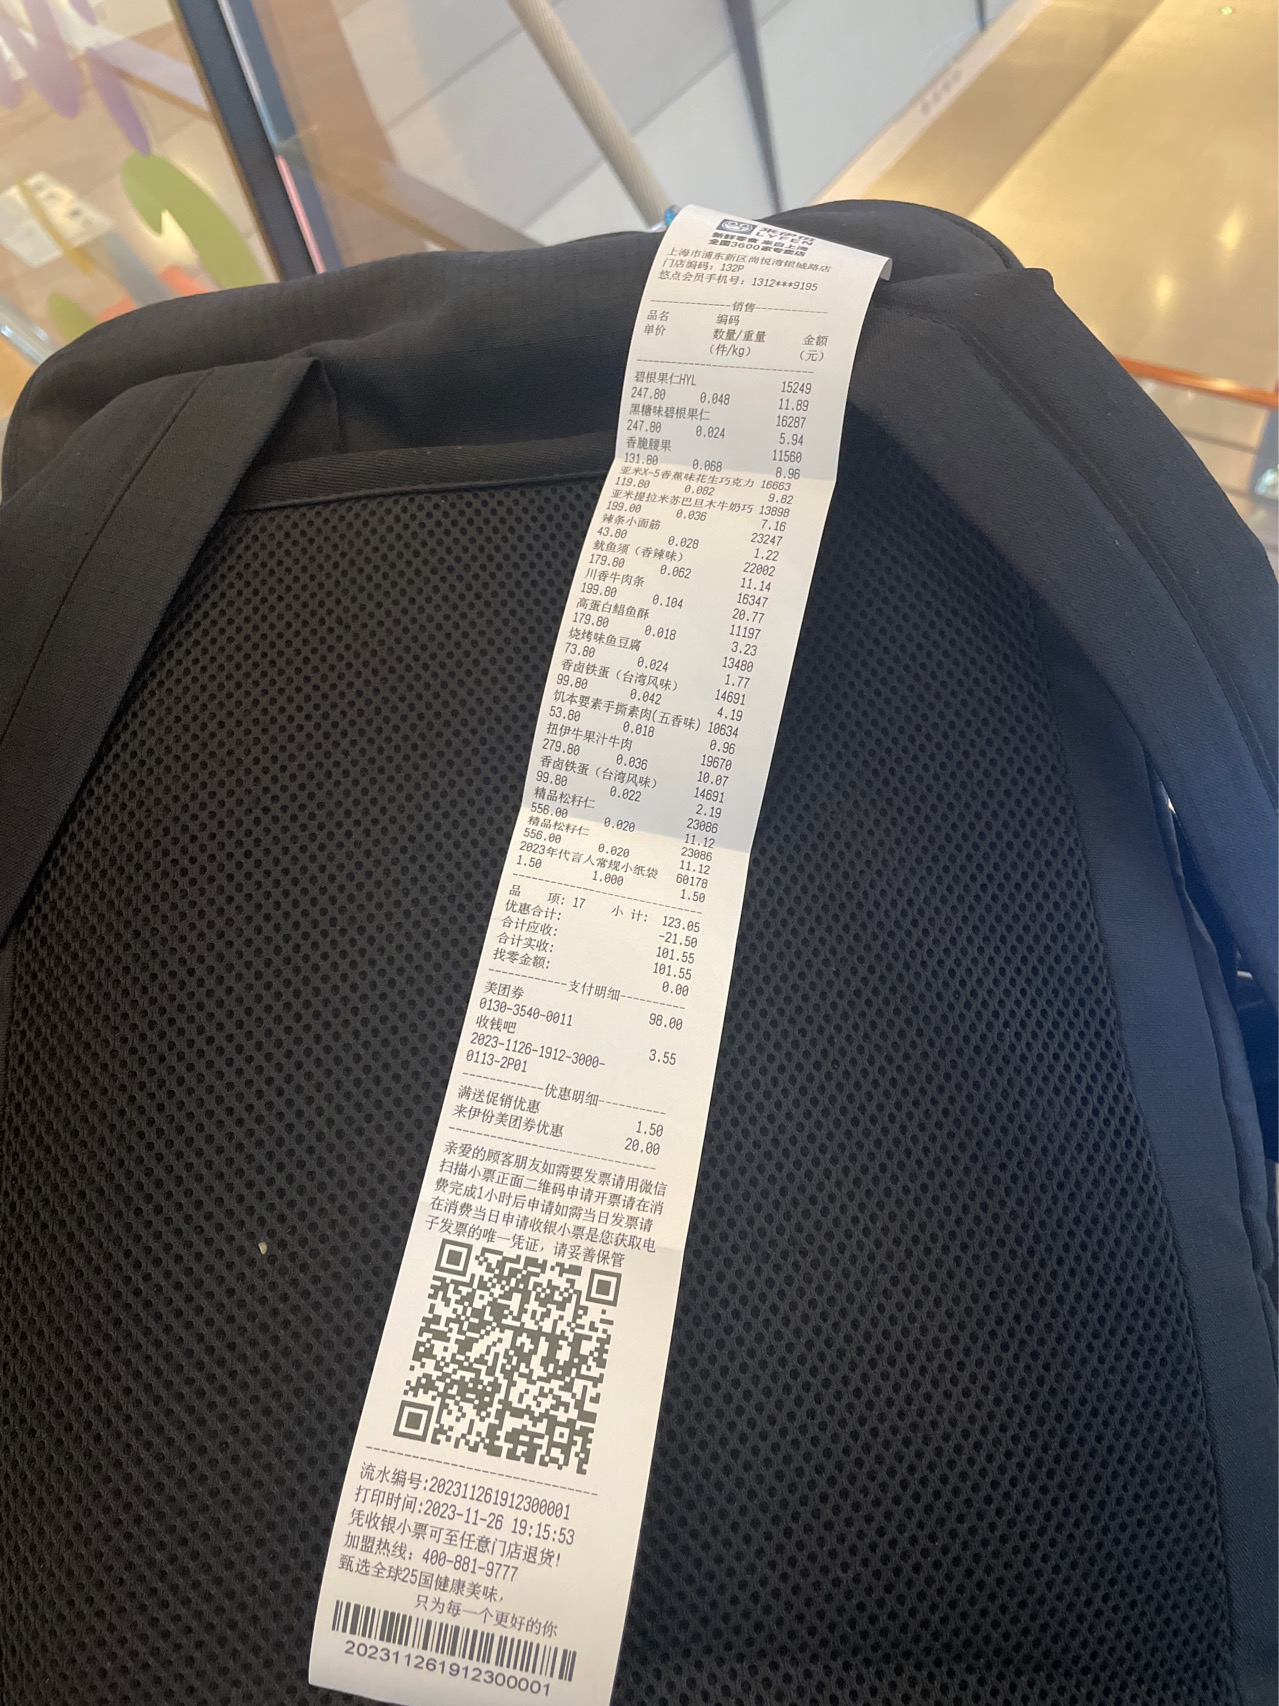 来伊份
LYFEN
新鲜零食 来自上海
全国3600家专卖店
上海市浦东新区尚悦湾银城路店
门店编码：132P
悠点会员手机号：1312***9195
销售
品名 编码
单价 数量/重量 金额
（件/kg） （元）
碧根果仁HYL 15249
247.80 0.048 11.89
黑糖味碧根果仁 16287
247.80 0.024 5.94
香脆腰果 11560
131.80 0.068 8.96
亚米X-5香蕉味花生巧克力 16663
119.80 0.082 9.82
亚米提拉米苏巴旦木牛奶巧 13898
199.00 0.036 7.16
辣条小面筋 23247
43.80 0.028 1.22
鱿鱼须（香辣味） 22002
179.80 0.062 11.14
川香牛肉条 16347
199.80 0.104 20.77
高蛋白鲳鱼酥 11197
179.80 0.018 3.23
烧烤味鱼豆腐 13480
73.80 0.024 1.77
香卤铁蛋（台湾风味） 14691
99.80 0.042 4.19
饥本要素手撕素肉(五香味) 10634
53.80 0.018 0.96
扭伊牛果汁牛肉 19670
279.80 0.036 10.07
香卤铁蛋（台湾风味） 14691
99.80 0.022 2.19
精品松籽仁 23086
556.00 0.020 11.12
精品松籽仁 23086
556.00 0.020 11.12
2023年代言人常规小纸袋 60178
1.50 1.000 1.50
品 项: 17 小 计: 123.05
优惠合计: -21.50
合计应收: 101.55
合计实收: 101.55
找零金额: 0.00
支付明细
美团券 98.00
0130-3540-0011
收钱吧 3.55
2023-1126-1912-3000-
0113-2P01
优惠明细
满送促销优惠 1.50
来伊份美团券优惠 20.00
亲爱的顾客朋友如需要发票请用微信
扫描小票正面二维码申请开票请在消
费完成1小时后申请如需当日发票请
在消费当日申请收银小票是您获取电
子发票的唯一凭证，请妥善保管
流水编号:202311261912300001
打印时间:2023-11-26 19:15:53
凭收银小票可至任意门店退货!
加盟热线：400-881-9777
甄选全球25国健康美味，
只为每一个更好的你
202311261912300001